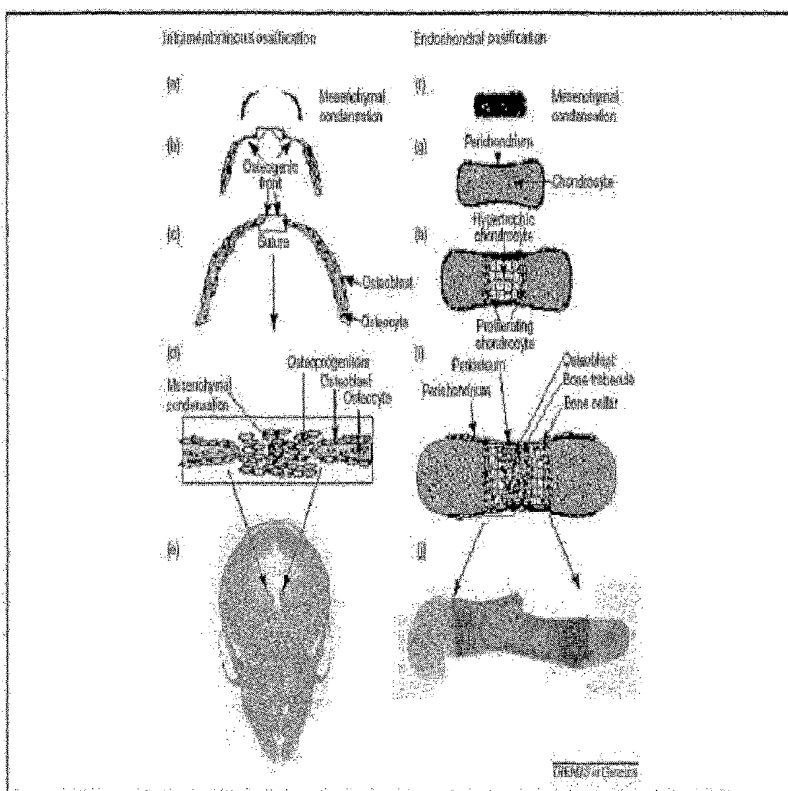 Intramembranous ossification
(a)
Mesenchymal
condensation
(b)
Osteogenic
front
(c)
Suture
Osteoblast
Osteocyte
(d)
Osteoprogenitors
Osteoblast
Osteocyte
Mesenchymal
condensation
(e)
Endochondral ossification
(f)
Mesenchymal
condensation
(g)
Perichondrium
Chondrocyte
(h)
Hypertrophic
chondrocyte
Proliferating
chondrocyte
(i)
Periosteum
Perichondrium
Osteoblast
Bone trabecula
Bone collar
(j)
TRENDS in Genetics